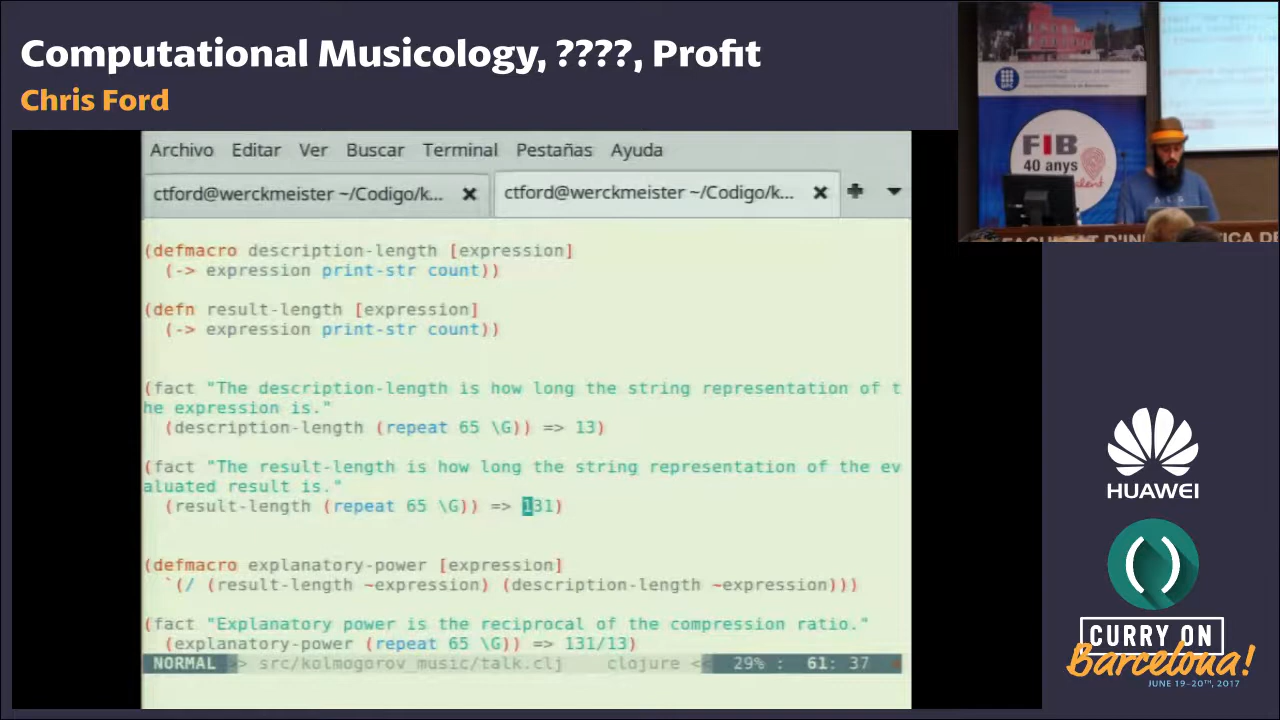 Computational Musicology, ????, Profit
Chris Ford
Archivo Editar Ver Buscar Terminal Pestañas Ayuda
ctford@werckmeister ~/Codigo/k... ctford@werckmeister ~/Codigo/k...
(defmacro description-length [expression]
(-> expression print-str count))
(defn result-length [expression]
(-> expression print-str count))
(fact "The description-length is how long the string representation of t
he expression is."
(description-length (repeat 65 \G)) => 13)
(fact "The result-length is how long the string representation of the ev
aluated result is."
(result-length (repeat 65 \G)) => 131)
(defmacro explanatory-power [expression]
`(/ (result-length ~expression) (description-length ~expression)))
(fact "Explanatory power is the reciprocal of the compression ratio."
(explanatory-power (repeat 65 \G)) => 131/13)
NORMAL >> src/kolmogorov_music/talk.clj clojure << 29% : 61: 37
FIB
40 anys
HUAWEI
CURRY ON
Barcelona!
JUNE 19-20TH, 2017